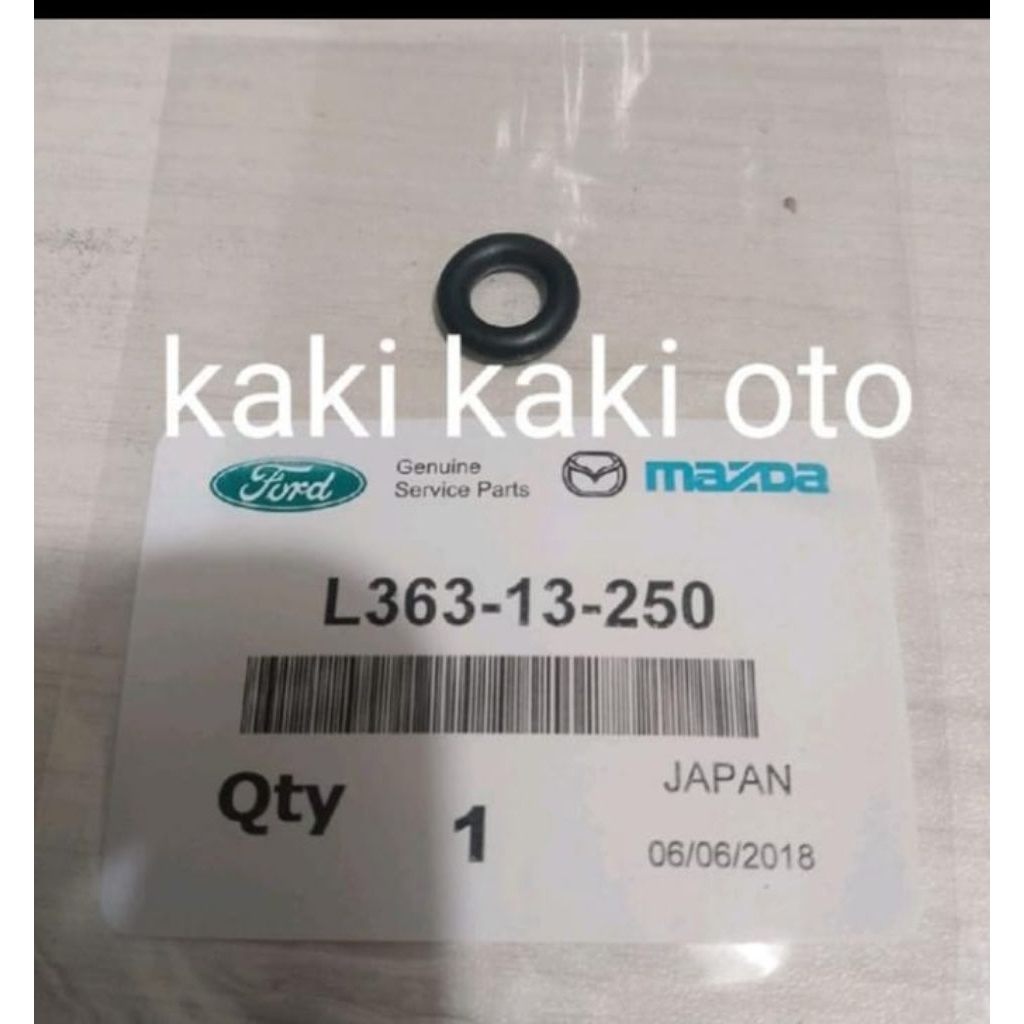 kaki kaki oto
Ford Genuine Service Parts mazda
L363-13-250
Qty 1
JAPAN
06/06/2018